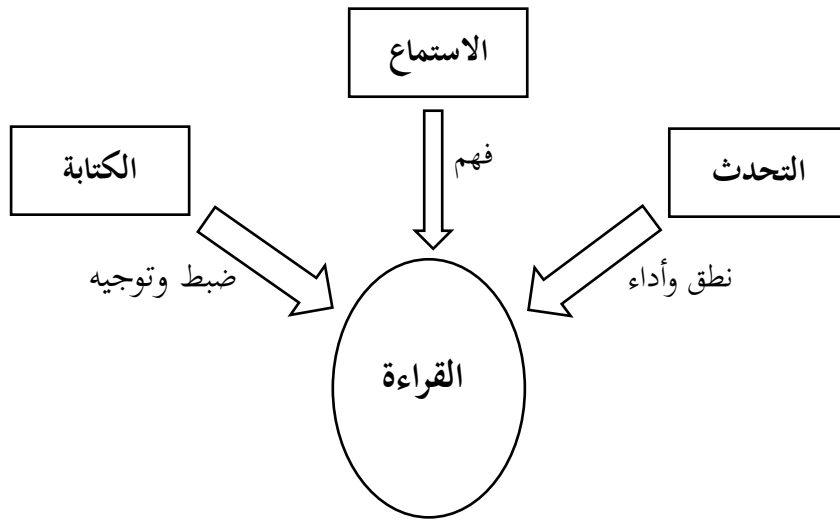 الاستماع
التحدث
الكتابة
فهم
نطق وأداء
ضبط وتوجيه
القراءة